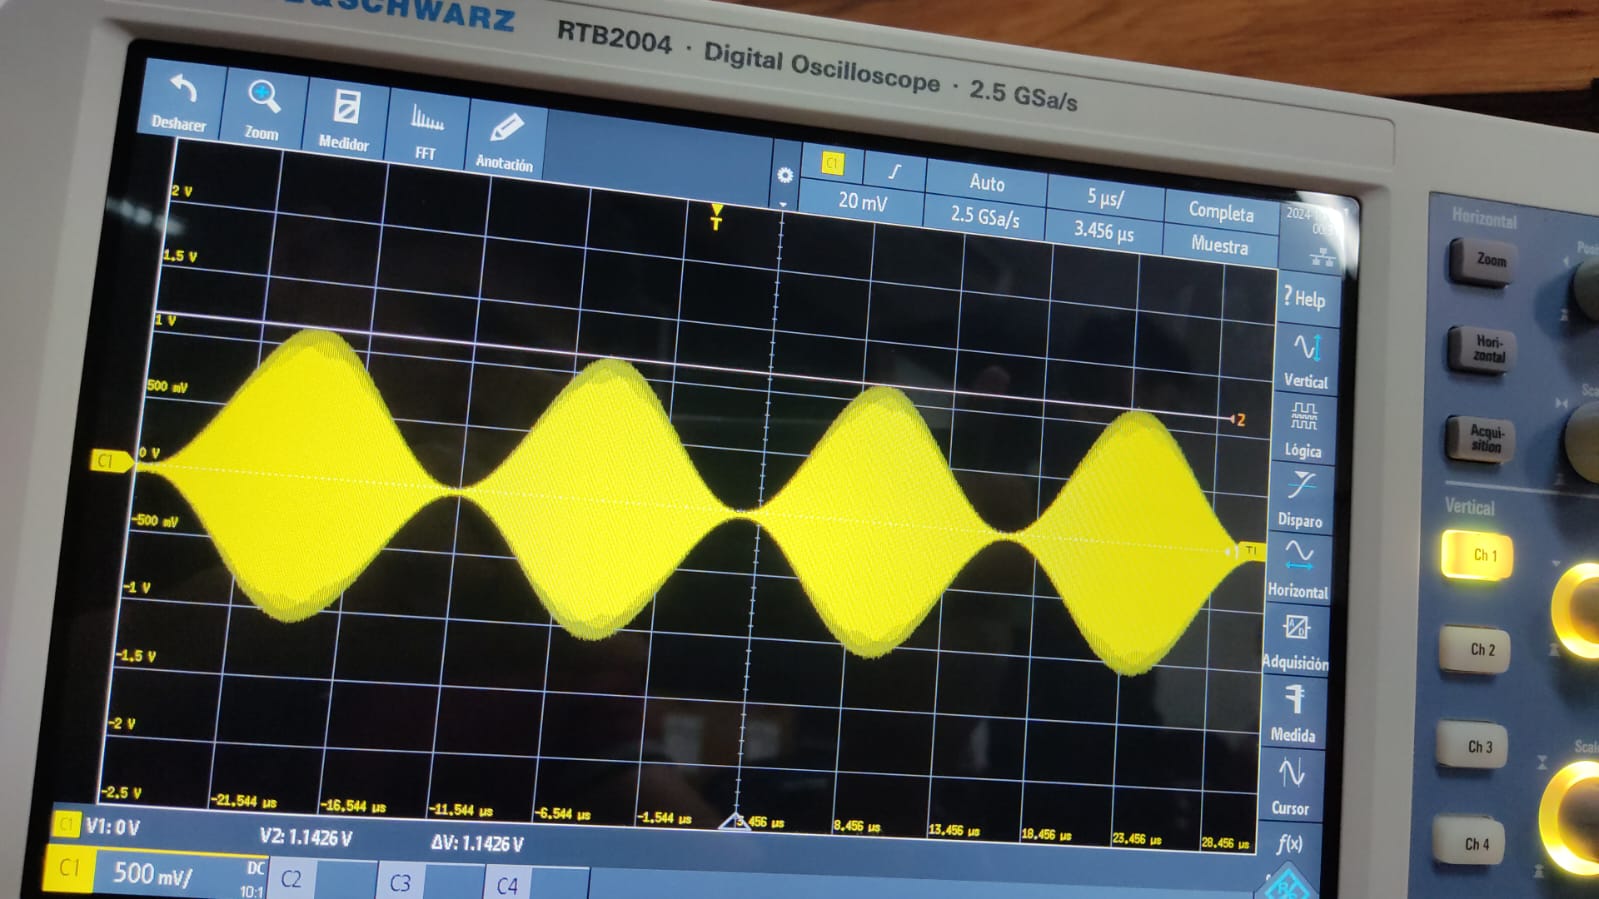 &SCHWARZ
RTB2004 · Digital Oscilloscope · 2.5 GSa/s
Deshacer
Zoom
Medidor
FFT
Anotación
C1
Auto
5 µs/
Completa
20 mV
2.5 GSa/s
3.456 µs
Muestra
T
2 V
1.5 V
1 V
500 mV
0 V
-500 mV
-1 V
-1.5 V
-2 V
-2.5 V
C1
2
TI
-21.544 µs
-16.544 µs
-11.544 µs
-6.544 µs
-1.544 µs
3.456 µs
8.456 µs
13.456 µs
18.456 µs
23.456 µs
28.456 µs
? Help
Vertical
Lógica
Disparo
Horizontal
Adquisición
Medida
Cursor
f(x)
C1
V1: 0 V
V2: 1.1426 V
ΔV: 1.1426 V
C1
500 mV/
DC
10:1
C2
C3
C4
Horizontal
Zoom
Hori-
zontal
Acqui-
sition
Vertical
Ch 1
Ch 2
Ch 3
Ch 4